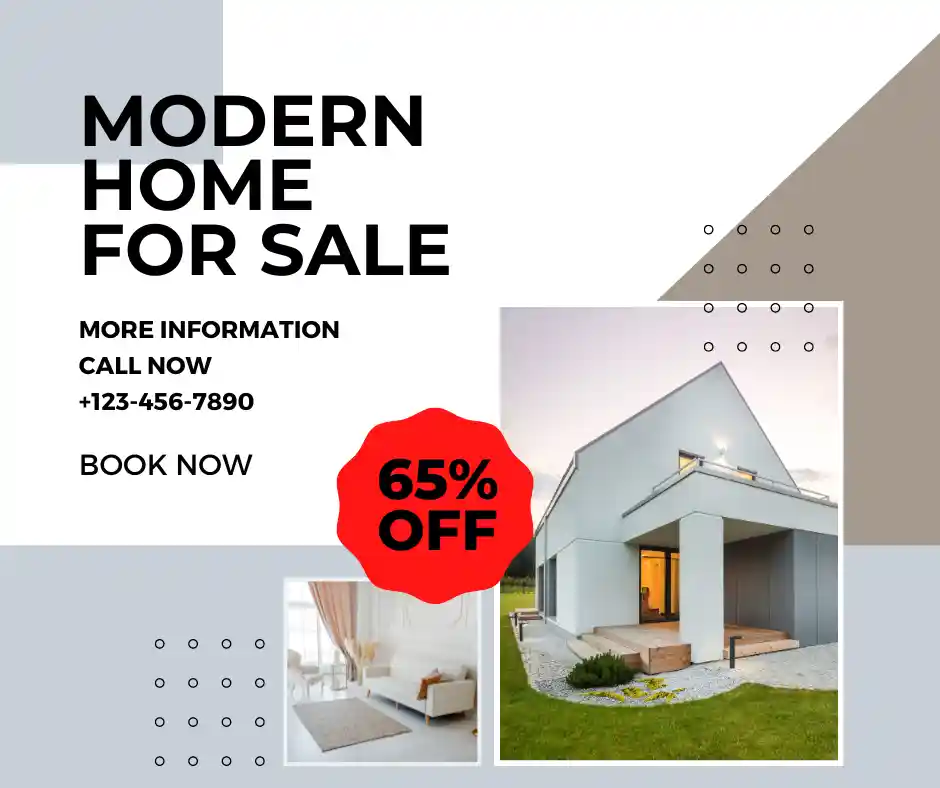 MODERN
HOME
FOR SALE
MORE INFORMATION
CALL NOW
+123-456-7890
BOOK NOW
65%
OFF